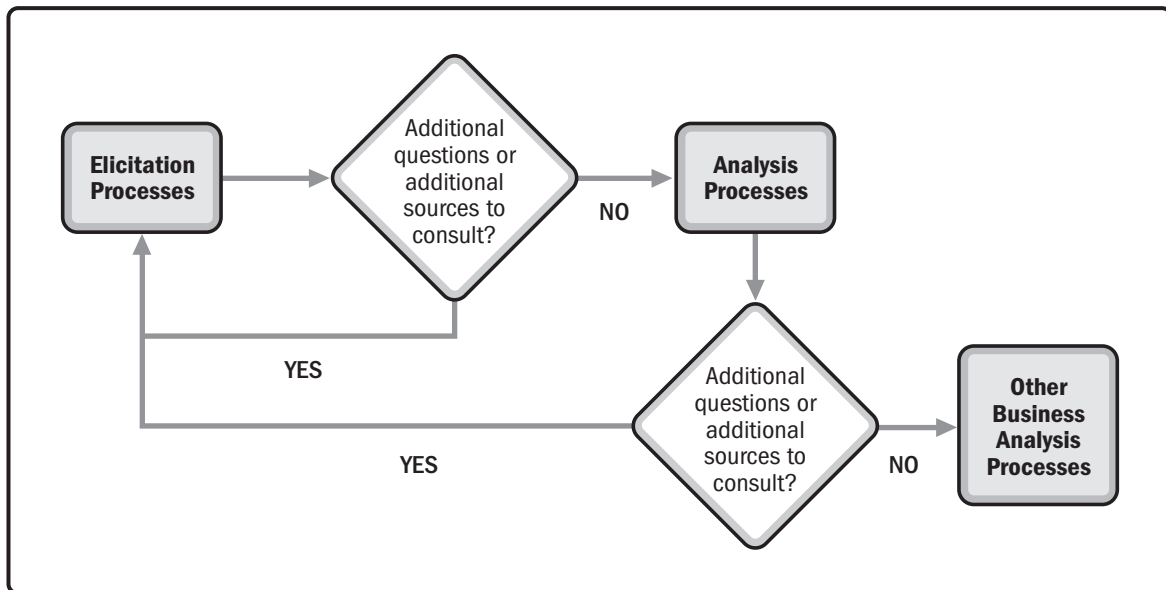 Elicitation
Processes
Additional
questions or
additional
sources to
consult?
NO
Analysis
Processes
YES
Additional
questions or
additional
sources to
consult?
YES
NO
Other
Business
Analysis
Processes